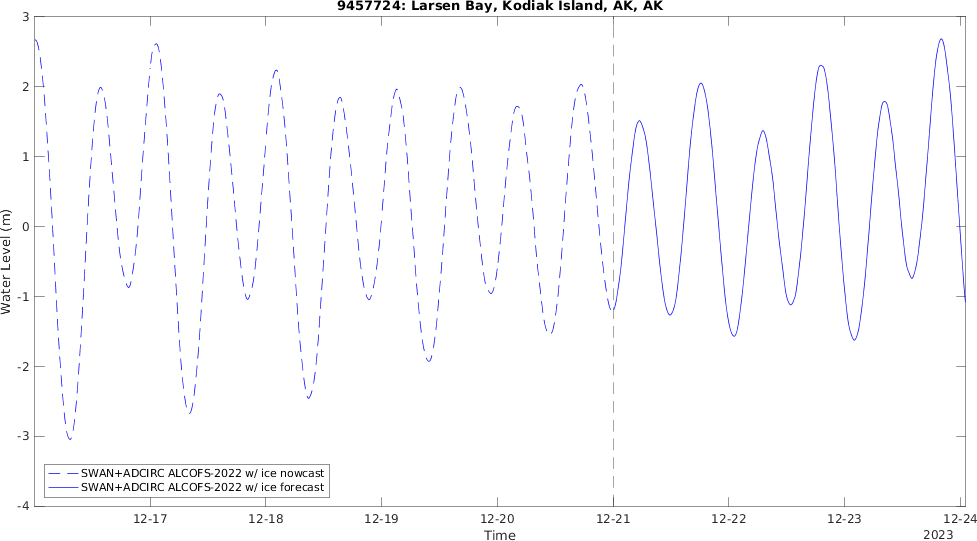 9457724: Larsen Bay, Kodiak Island, AK, AK
3
2
1
0
-1
-2
-3
-4
Water Level (m)
SWAN+ADCIRC ALCOFS-2022 w/ ice nowcast
SWAN+ADCIRC ALCOFS-2022 w/ ice forecast
12-17 12-18 12-19 12-20 12-21 12-22 12-23 12-24
Time
2023